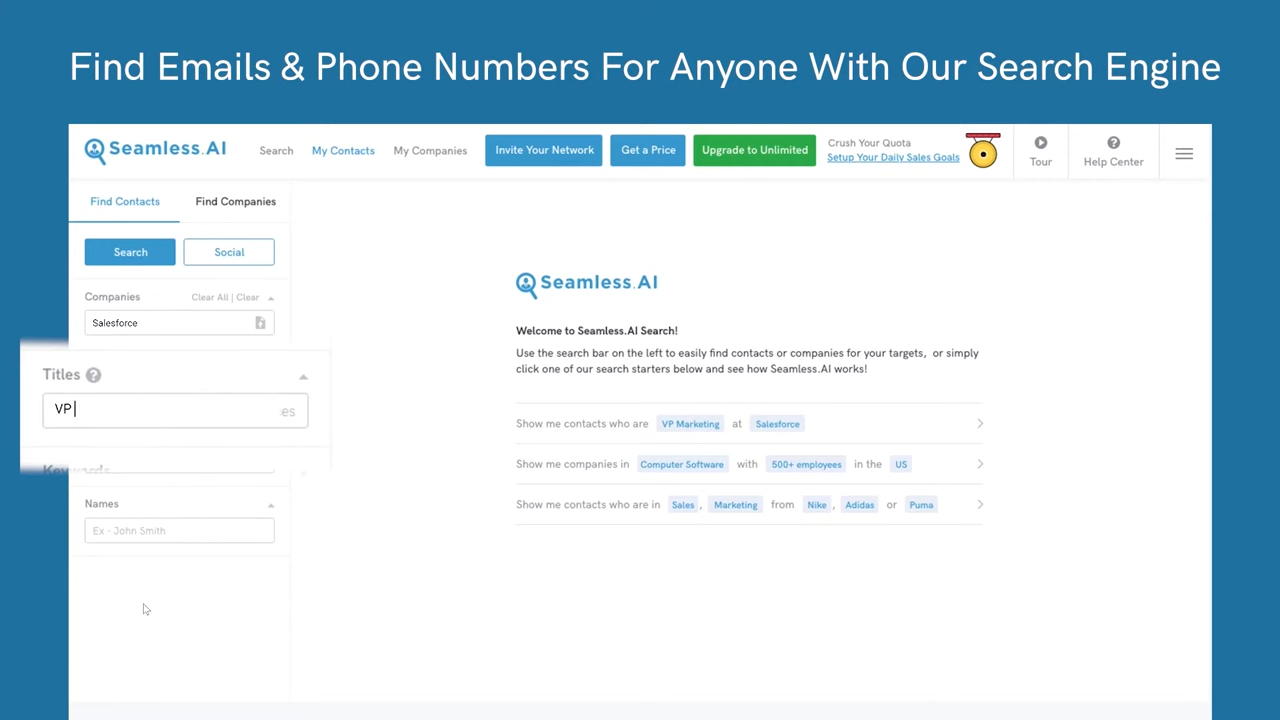 Find Emails & Phone Numbers For Anyone With Our Search Engine
Seamless.AI
Search
My Contacts
My Companies
Invite Your Network
Get a Price
Upgrade to Unlimited
Crush Your Quota
Setup Your Daily Sales Goals
Tour
Help Center
Find Contacts
Find Companies
Search
Social
Companies
Clear All | Clear
Salesforce
Titles ?
VP
es
Keywords
Names
Ex - John Smith
Seamless.AI
Welcome to Seamless.AI Search!
Use the search bar on the left to easily find contacts or companies for your targets, or simply
click one of our search starters below and see how Seamless.AI works!
Show me contacts who are VP Marketing at Salesforce
Show me companies in Computer Software with 500+ employees in the US
Show me contacts who are in Sales, Marketing from Nike, Adidas or Puma